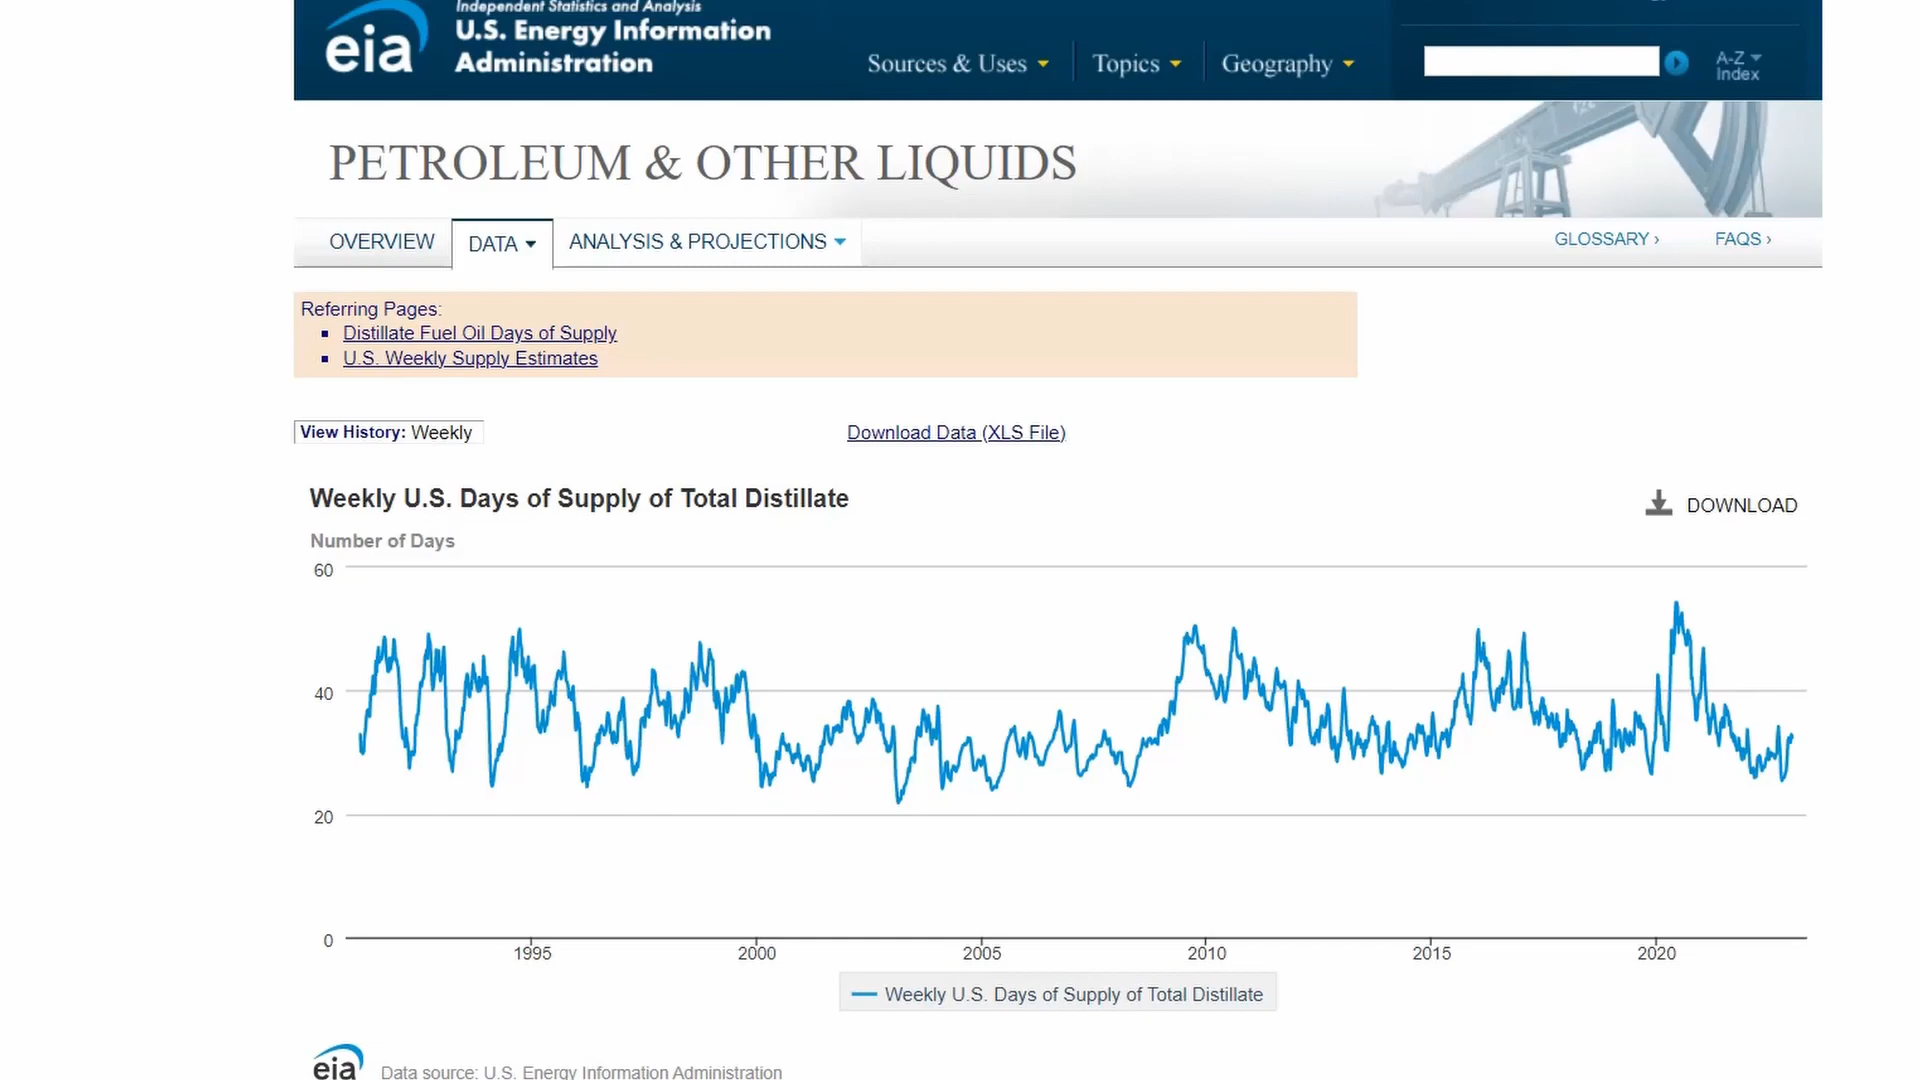 Independent Statistics and Analysis
eia
U.S. Energy Information
Administration
Sources & Uses
Topics
Geography
A-Z
Index
PETROLEUM & OTHER LIQUIDS
OVERVIEW
DATA
ANALYSIS & PROJECTIONS
GLOSSARY ›
FAQS ›
Referring Pages:
Distillate Fuel Oil Days of Supply
U.S. Weekly Supply Estimates
View History: Weekly
Download Data (XLS File)
Weekly U.S. Days of Supply of Total Distillate
DOWNLOAD
Number of Days
60
40
20
0
1995 2000 2005 2010 2015 2020
Weekly U.S. Days of Supply of Total Distillate
eia
Data source: U.S. Energy Information Administration